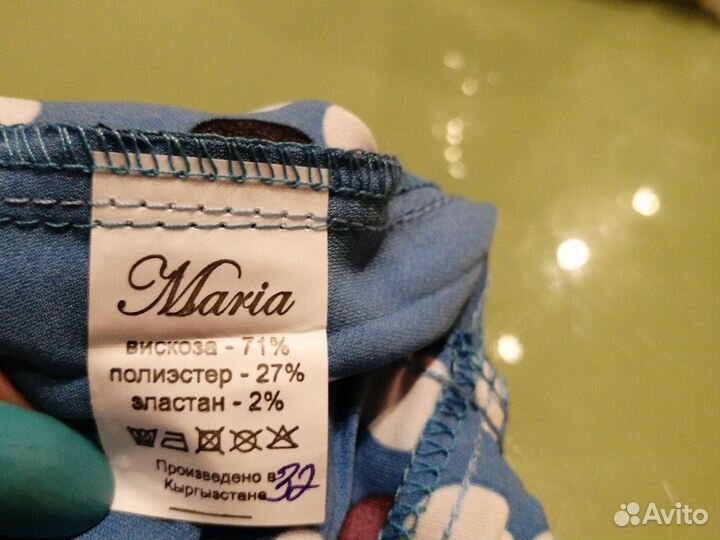 Maria
вискоза - 71%
полиэстер - 27%
эластан - 2%
Произведено в
Кыргызстане 32
Avito